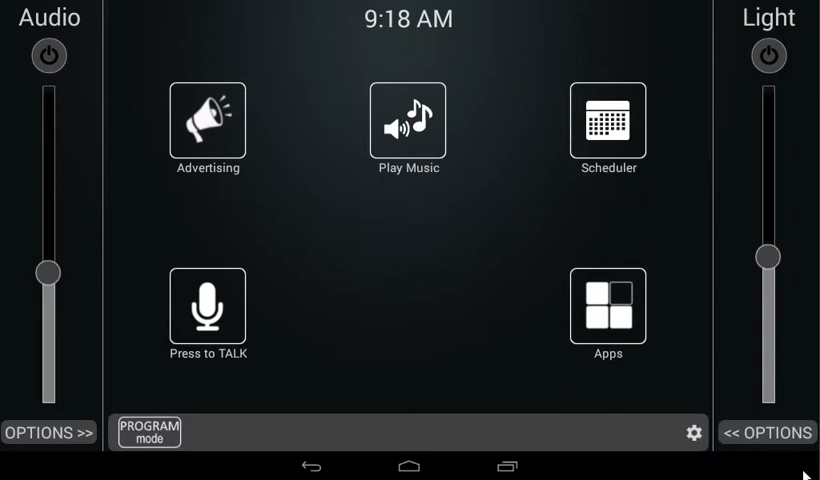 Audio
9:18 AM
Light
Advertising
Play Music
Scheduler
Press to TALK
Apps
OPTIONS >>
PROGRAM
mode
<< OPTIONS